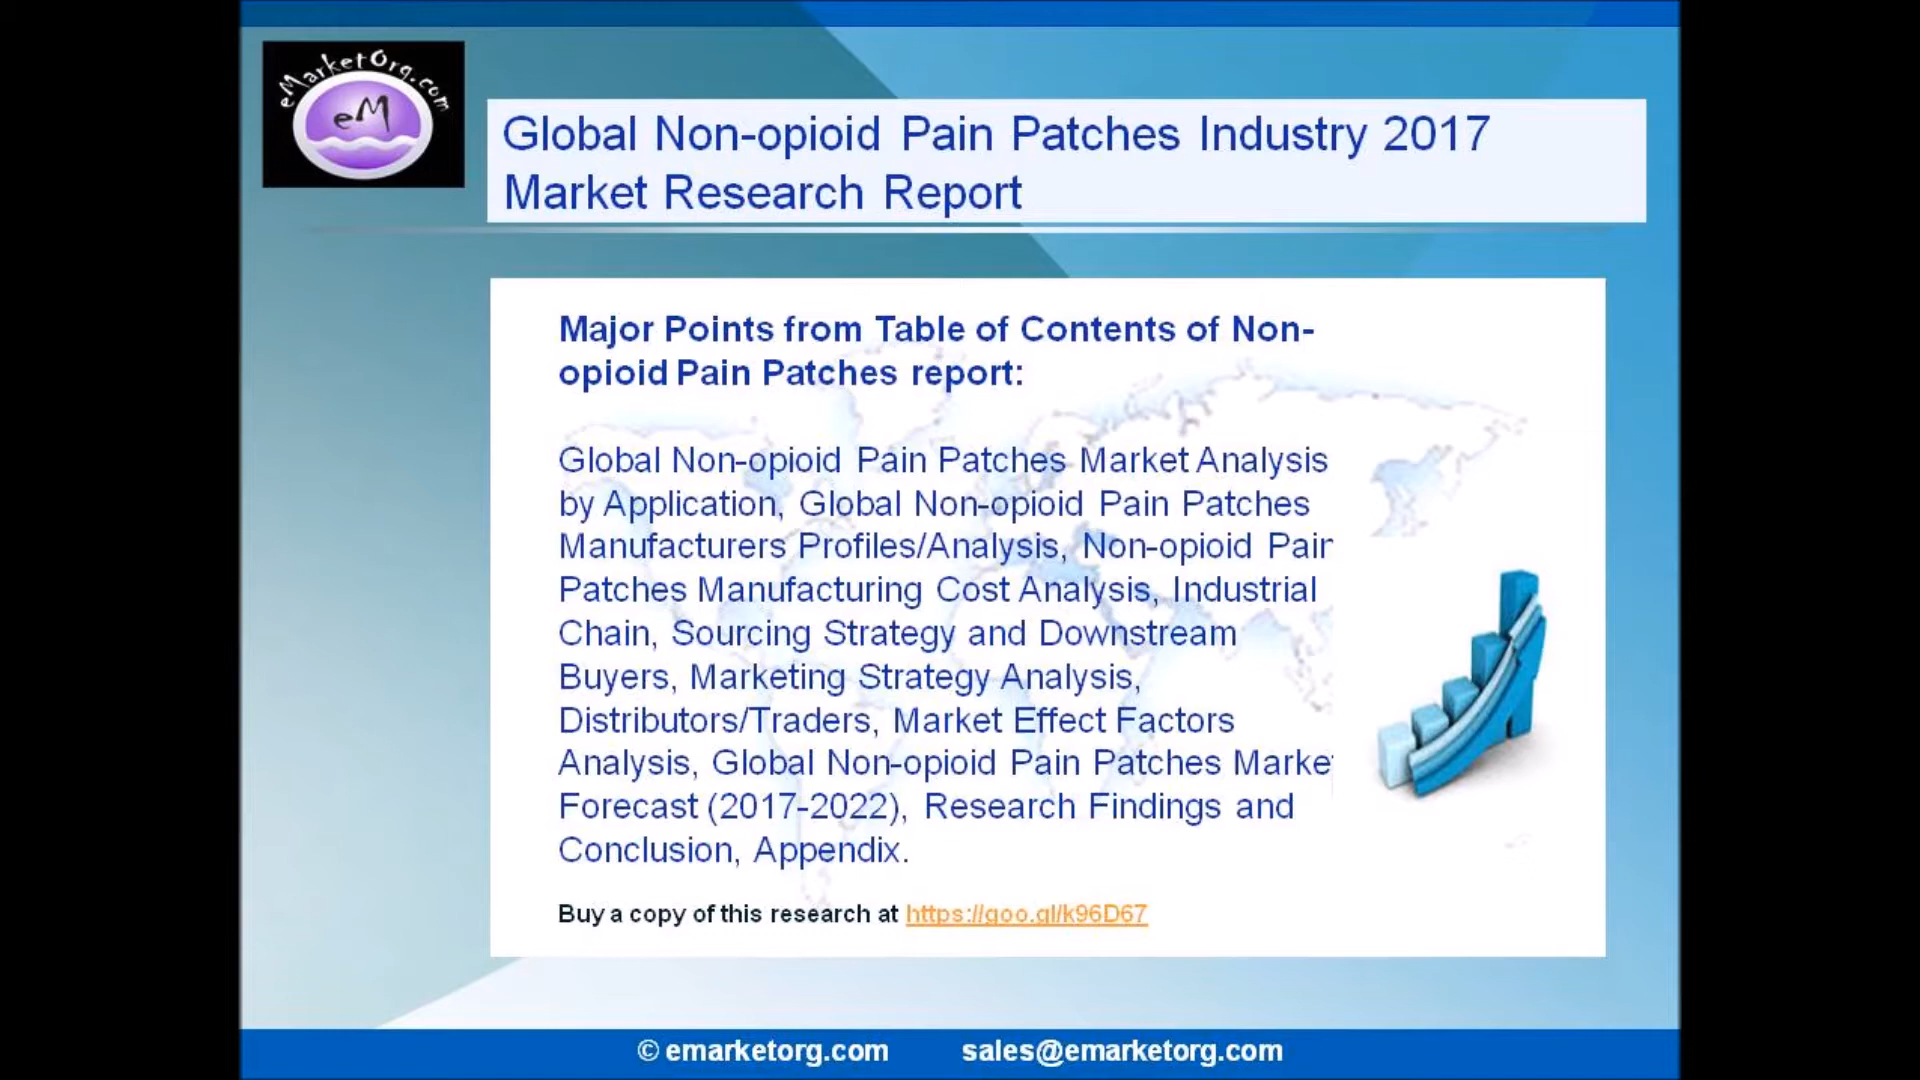 eMarketOrg.com
eM
Global Non-opioid Pain Patches Industry 2017
Market Research Report
Major Points from Table of Contents of Non-
opioid Pain Patches report:
Global Non-opioid Pain Patches Market Analysis
by Application, Global Non-opioid Pain Patches
Manufacturers Profiles/Analysis, Non-opioid Pain
Patches Manufacturing Cost Analysis, Industrial
Chain, Sourcing Strategy and Downstream
Buyers, Marketing Strategy Analysis,
Distributors/Traders, Market Effect Factors
Analysis, Global Non-opioid Pain Patches Market
Forecast (2017-2022), Research Findings and
Conclusion, Appendix.
Buy a copy of this research at https://goo.gl/k96D67
© emarketorg.com sales@emarketorg.com